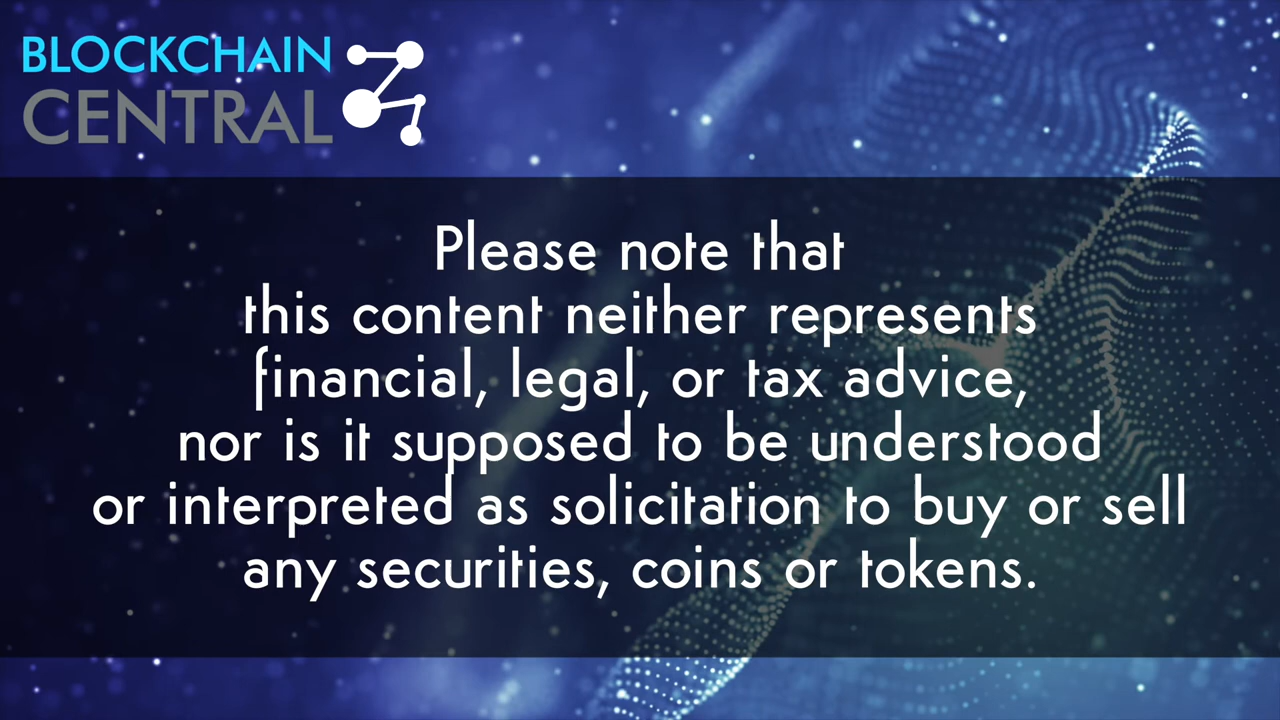 BLOCKCHAIN
CENTRAL
Please note that
this content neither represents
financial, legal, or tax advice,
nor is it supposed to be understood
or interpreted as solicitation to buy or sell
any securities, coins or tokens.